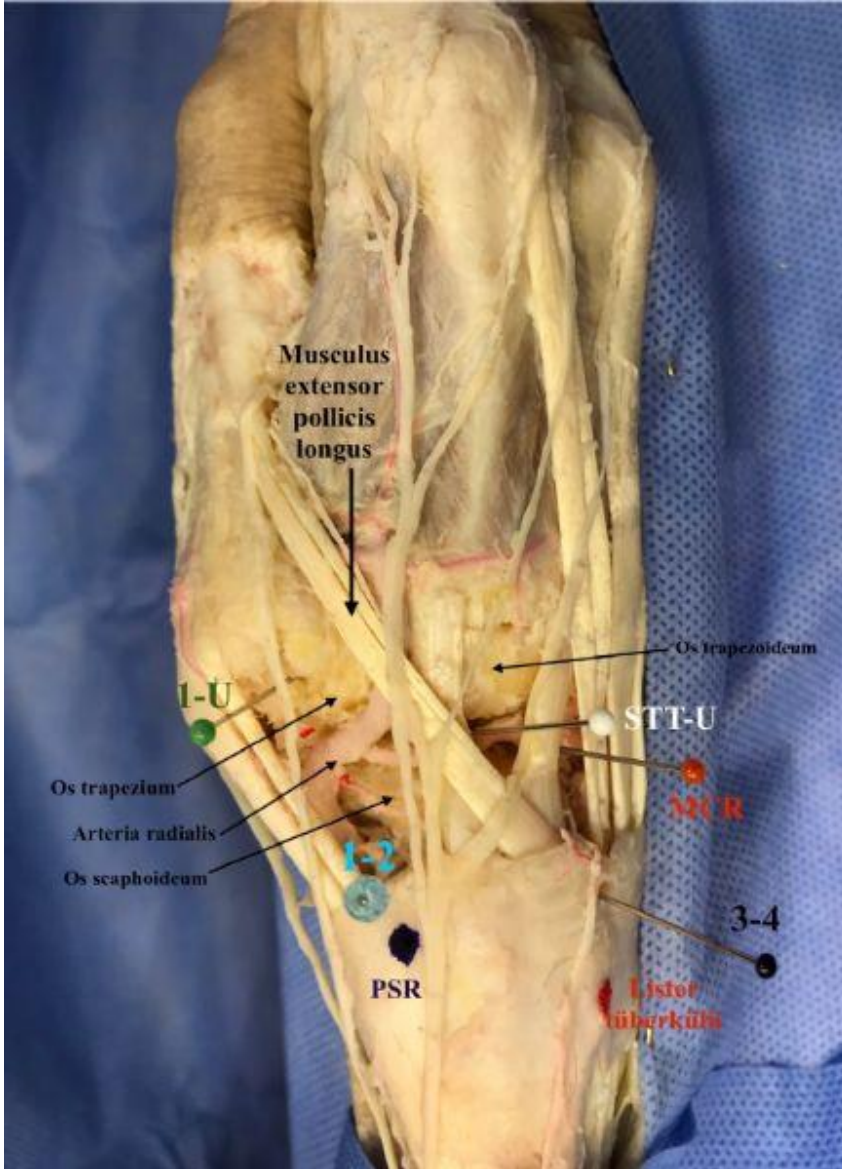 Musculus
extensor
pollicis
longus
Os trapezoideum
1-U
STT-U
Os trapezium
MCR
Arteria radialis
Os scaphoideum
1-2
3-4
PSR
Lister
tüberkülü